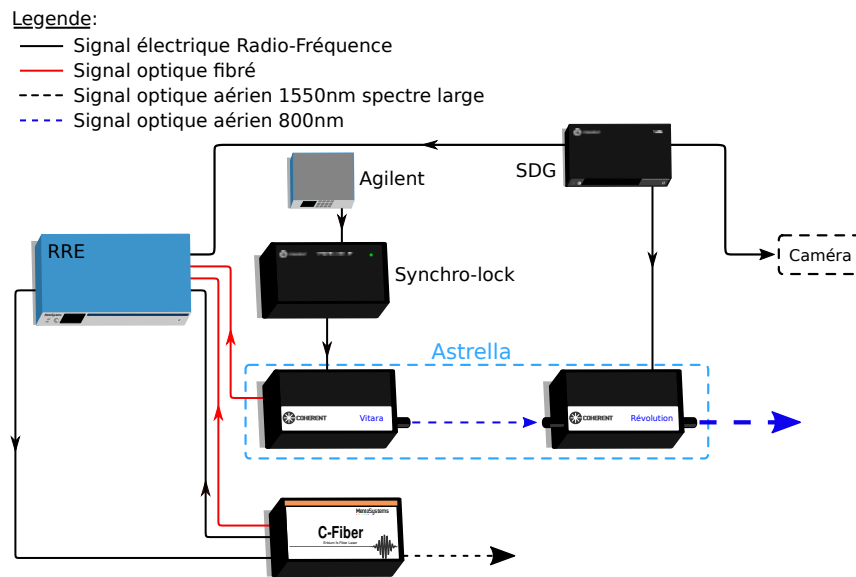 Legende:
Signal électrique Radio-Fréquence
Signal optique fibré
Signal optique aérien 1550nm spectre large
Signal optique aérien 800nm
SDG
Agilent
RRE
Caméra
Synchro-lock
Astrella
COHERENT
Vitara
COHERENT
Révolution
MenloSystems
C-Fiber